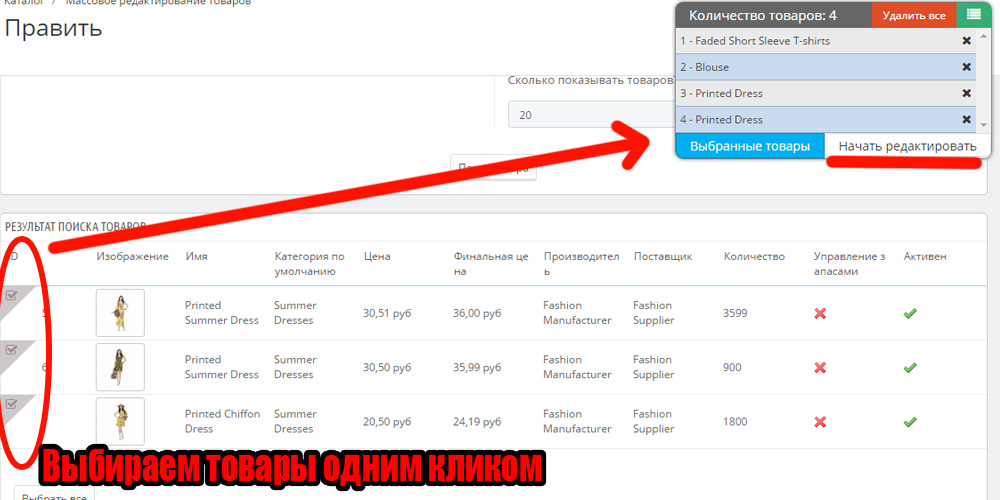 Каталог / Массовое редактирование товаров
Править
Количество товаров: 4
Удалить все
1 - Faded Short Sleeve T-shirts
2 - Blouse
3 - Printed Dress
4 - Printed Dress
Выбранные товары
Начать редактировать
Сколько показывать товаров?
20
РЕЗУЛЬТАТ ПОИСКА ТОВАРОВ
ID
Изображение
Имя
Категория по
умолчанию
Цена
Финальная це
на
Производител
ь
Поставщик
Количество
Управление з
апасами
Активен
5
Printed
Summer Dress
Summer
Dresses
30,51 руб
36,00 руб
Fashion
Manufacturer
Fashion
Supplier
3599
6
Printed
Summer Dress
Summer
Dresses
30,50 руб
35,99 руб
Fashion
Manufacturer
Fashion
Supplier
900
Printed Chiffon
Dress
Summer
Dresses
20,50 руб
24,19 руб
Fashion
Manufacturer
Fashion
Supplier
1800
Выбираем товары одним кликом
Выбрать все